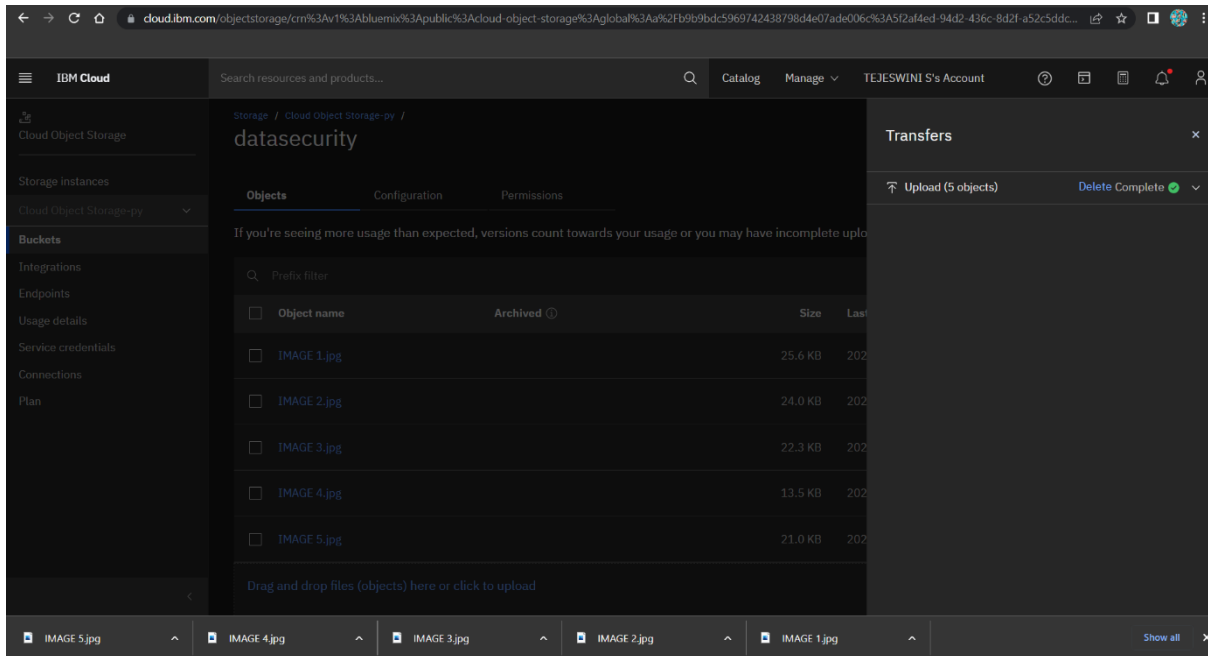 cloud.ibm.com/objectstorage/crn%3Av1%3Abluemix%3Apublic%3Acloud-object-storage%3Aglobal%3Aa%2Fb9b9bdc5969742438798d4e07ade006c%3A5f2af4ed-94d2-436c-8d2f-a52c5ddc...
IBM Cloud
Search resources and products...
Catalog
Manage
TEJESWINI S's Account
Cloud Object Storage
Storage instances
Cloud Object Storage-py
Buckets
Integrations
Endpoints
Usage details
Service credentials
Connections
Plan
Storage / Cloud Object Storage-py /
datasecurity
Objects Configuration Permissions
If you're seeing more usage than expected, versions count towards your usage or you may have incomplete uplo
Prefix filter
Object name Archived Size Last
IMAGE 1.jpg 25.6 KB 202
IMAGE 2.jpg 24.0 KB 202
IMAGE 3.jpg 22.3 KB 202
IMAGE 4.jpg 13.5 KB 202
IMAGE 5.jpg 21.0 KB 202
Drag and drop files (objects) here or click to upload
Transfers
Upload (5 objects) Delete Complete
IMAGE 5.jpg IMAGE 4.jpg IMAGE 3.jpg IMAGE 2.jpg IMAGE 1.jpg Show all